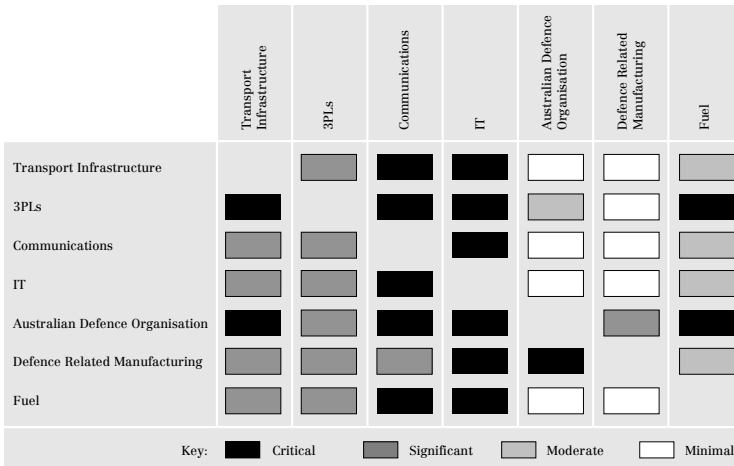 Transport
Infrastructure
3PLs
Communications
IT
Australian Defence
Organisation
Defence Related
Manufacturing
Fuel
Transport Infrastructure
3PLs
Communications
IT
Australian Defence Organisation
Defence Related Manufacturing
Fuel
Key: Critical Significant Moderate Minimal